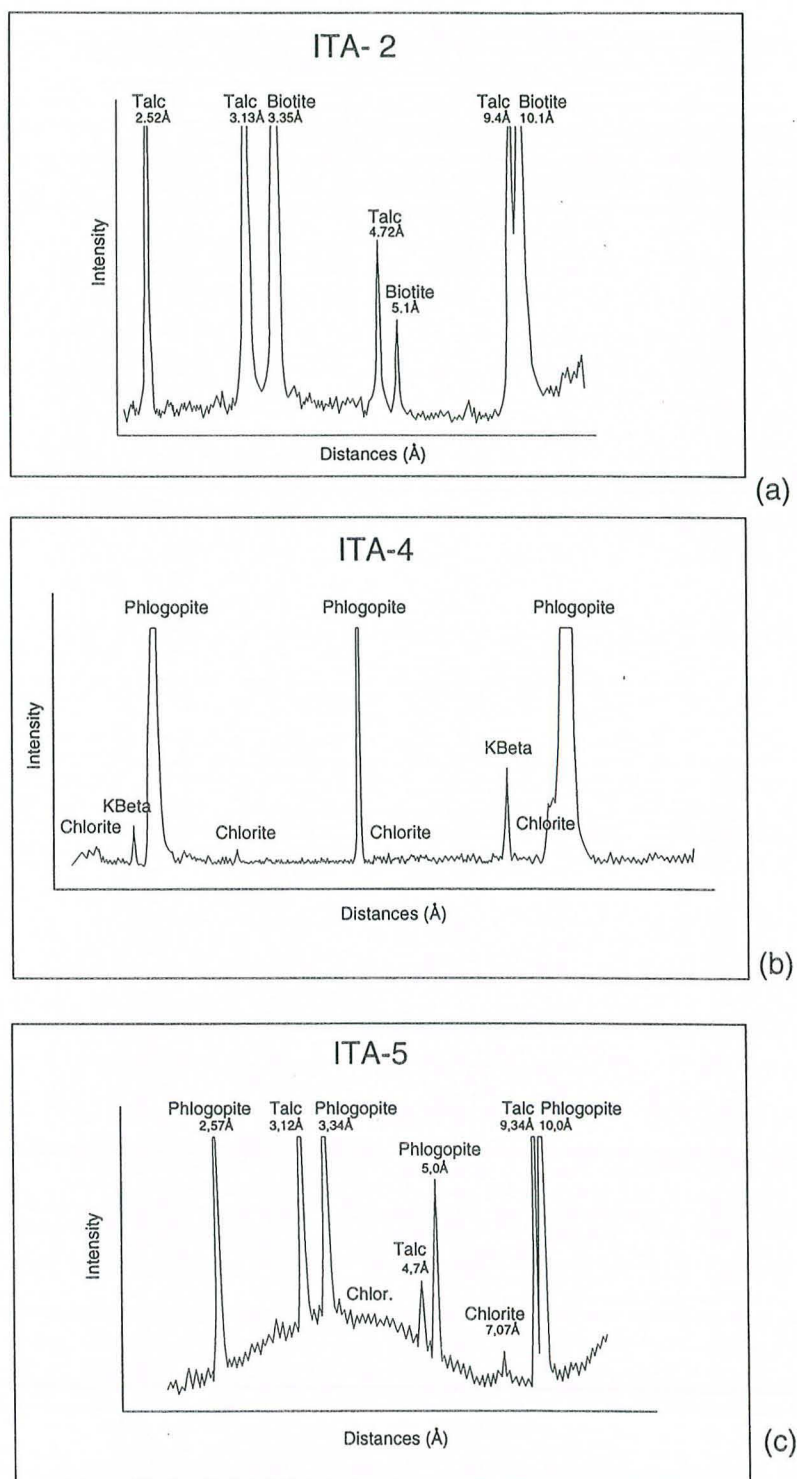 ITA- 2
Talc Talc Biotite Talc Biotite
2.52Å 3.13Å 3.35Å 9.4Å 10.1Å
Talc
4.72Å
Biotite
5.1Å
Intensity
Distances (Å)
(a)
ITA-4
Phlogopite Phlogopite Phlogopite
KBeta
KBeta
Chlorite Chlorite Chlorite Chlorite
Intensity
Distances (Å)
(b)
ITA-5
Phlogopite Talc Phlogopite Talc Phlogopite
2,57Å 3,12Å 3,34Å 9,34Å 10,0Å
Phlogopite
5,0Å
Talc
4,7Å
Chlor.
Chlorite
7,07Å
Intensity
Distances (Å)
(c)